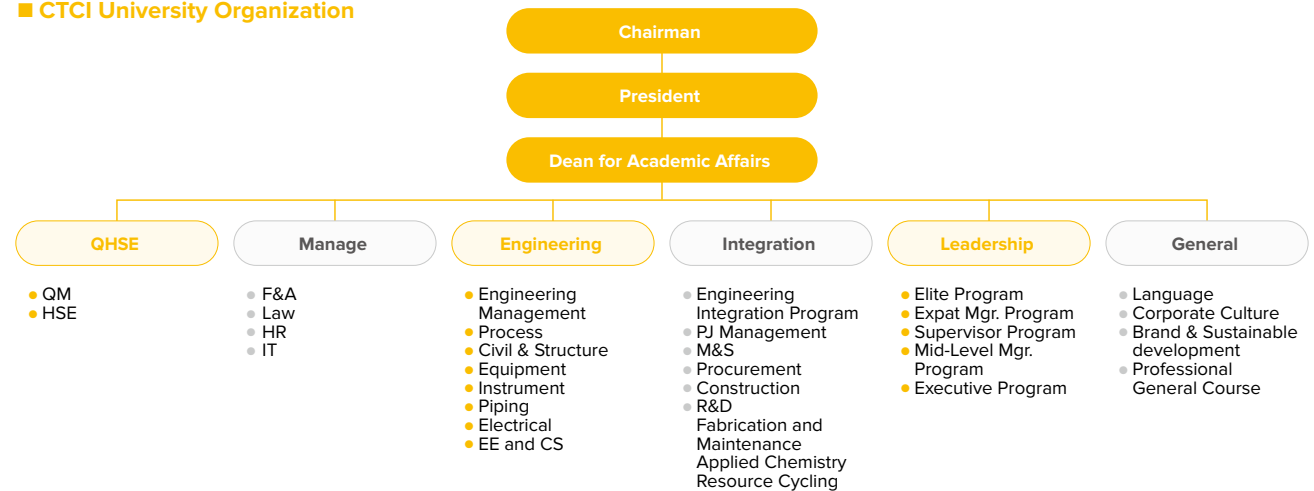 CTCI University Organization
Chairman
President
Dean for Academic Affairs
QHSE
QM
HSE
Manage
F&A
Law
HR
IT
Engineering
Engineering
Management
Process
Civil & Structure
Equipment
Instrument
Piping
Electrical
EE and CS
Integration
Engineering
Integration Program
PJ Management
M&S
Procurement
Construction
R&D
Fabrication and
Maintenance
Applied Chemistry
Resource Cycling
Leadership
Elite Program
Expat Mgr. Program
Supervisor Program
Mid-Level Mgr.
Program
Executive Program
General
Language
Corporate Culture
Brand & Sustainable
development
Professional
General Course